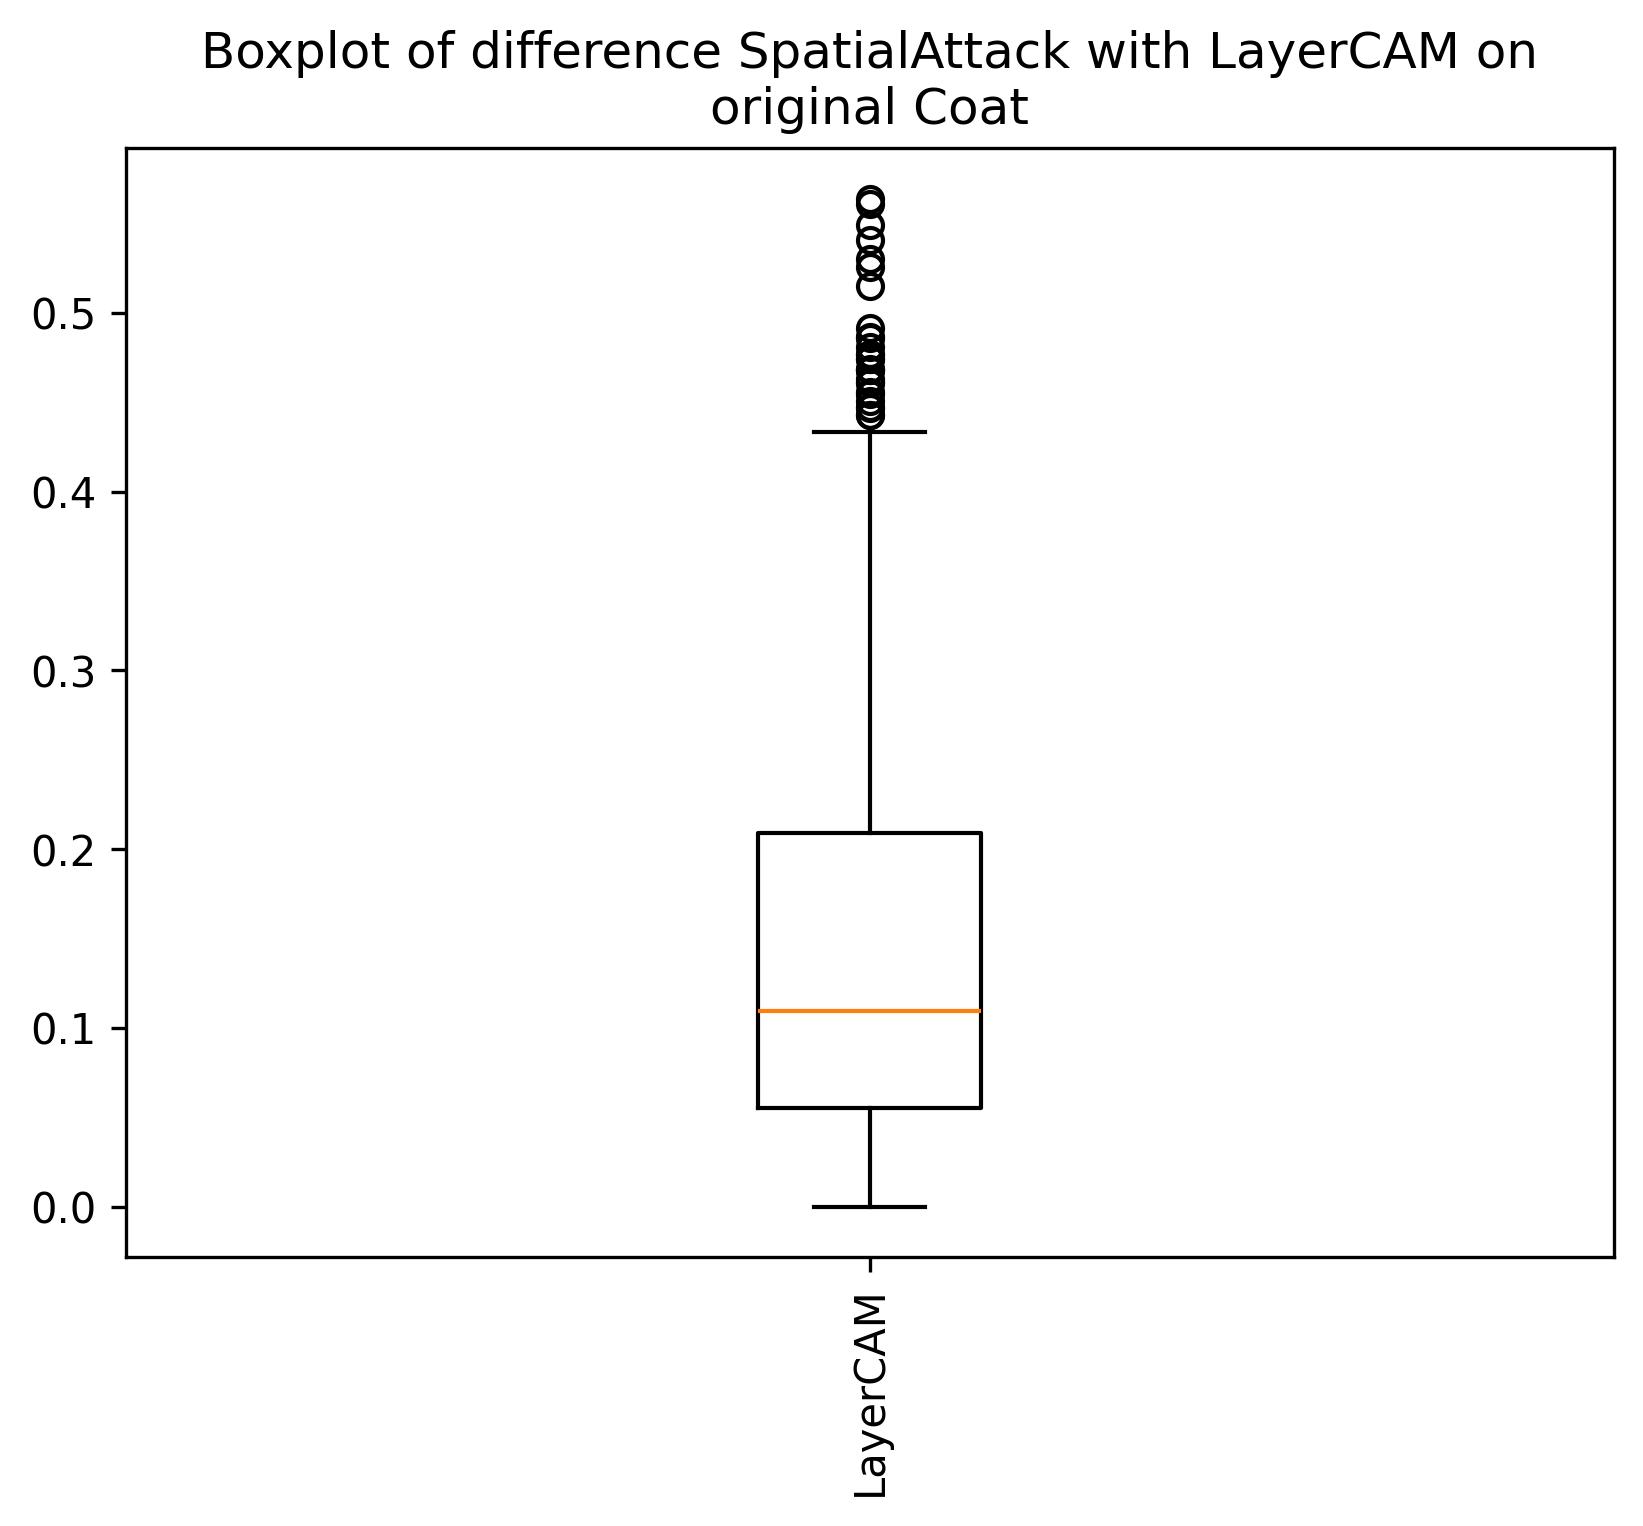 Boxplot of difference SpatialAttack with LayerCAM on
original Coat
0.5
0.4
0.3
0.2
0.1
0.0
LayerCAM